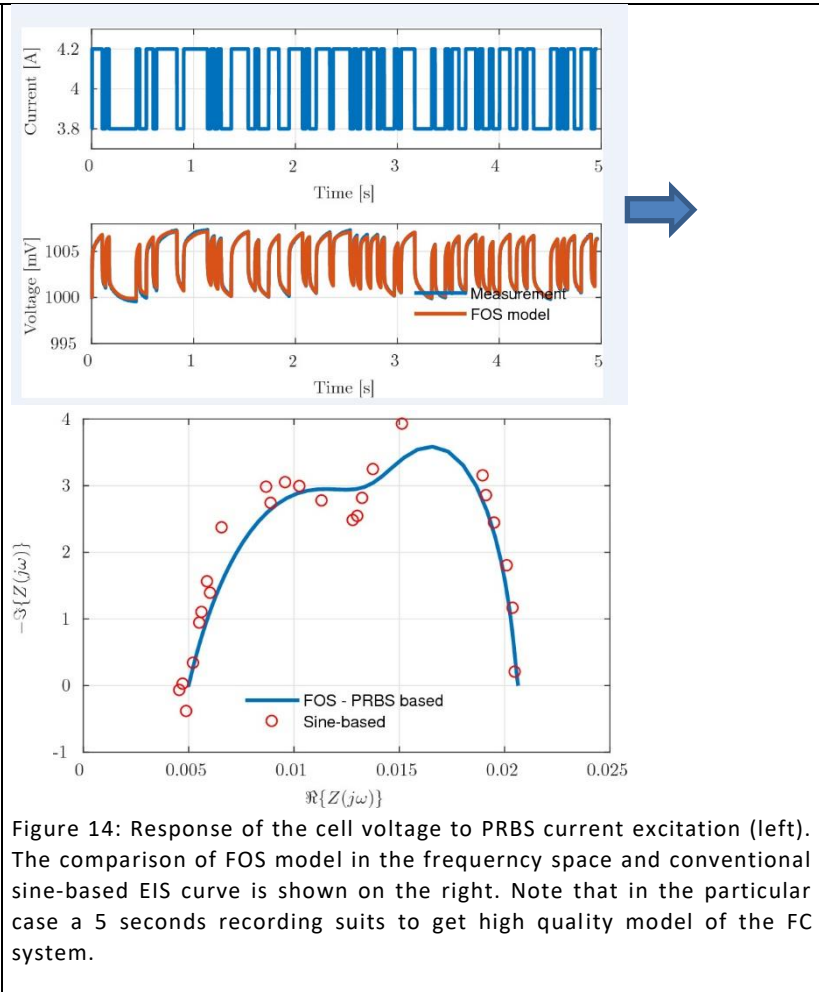 4.2
4
3.8
Current [A]
0 1 2 3 4 5
Time [s]
1005
1000
995
Voltage [mV]
Measurement
FOS model
0 1 2 3 4 5
Time [s]
4
3
2
1
0
-1
−ℑ{Z(jω)}
FOS - PRBS based
Sine-based
0 0.005 0.01 0.015 0.02 0.025
ℜ{Z(jω)}
Figure 14: Response of the cell voltage to PRBS current excitation (left).
The comparison of FOS model in the frequerncy space and conventional
sine-based EIS curve is shown on the right. Note that in the particular
case a 5 seconds recording suits to get high quality model of the FC
system.